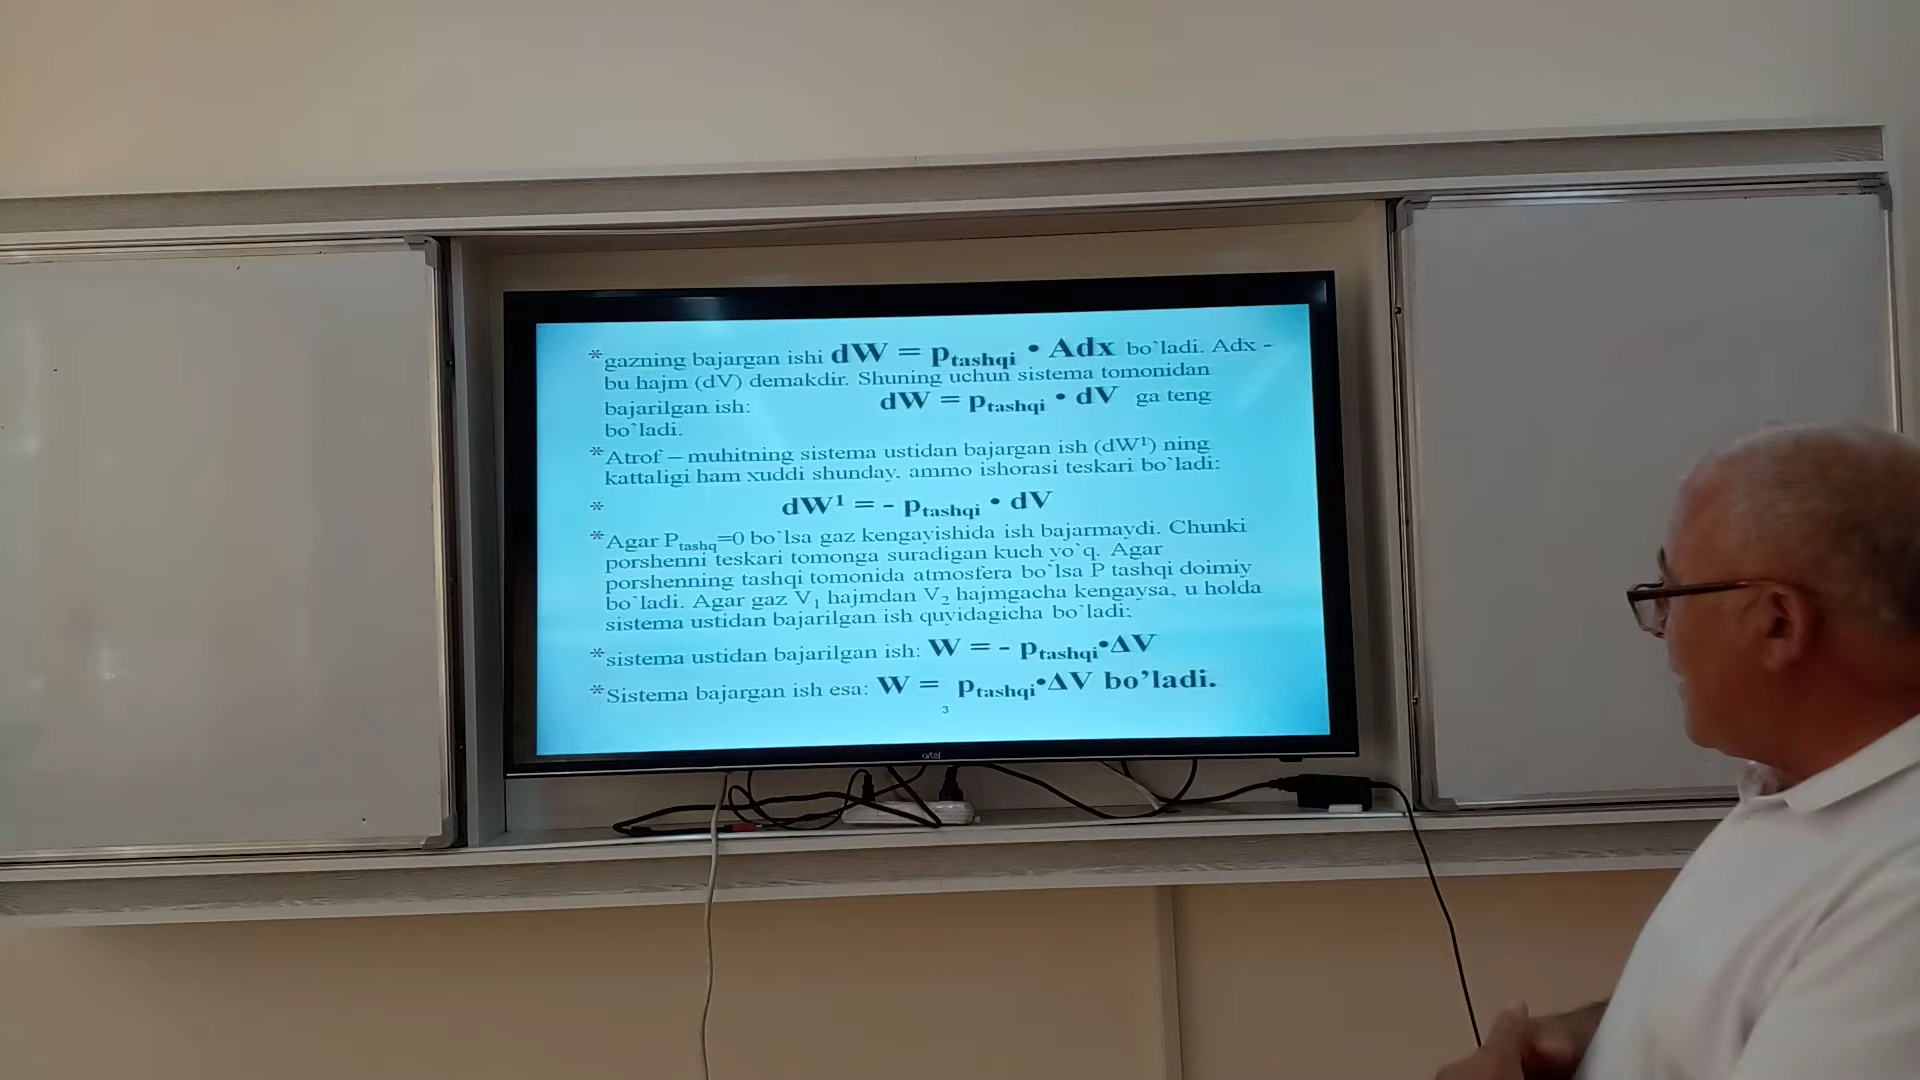 *gazning bajargan ishi dW = pₜₐₛₕqᵢ • Adx bo`ladi. Adx -
bu hajm (dV) demakdir. Shuning uchun sistema tomonidan
bajarilgan ish: dW = ptashqi • dV ga teng
bo`ladi.
*Atrof – muhitning sistema ustidan bajargan ish (dW¹) ning
kattaligi ham xuddi shunday, ammo ishorasi teskari bo`ladi:
* dW¹ = - ptashqi • dV
*Agar Ptashq=0 bo`lsa gaz kengayishida ish bajarmaydi. Chunki
porshenni teskari tomonga suradigan kuch yo`q. Agar
porshenning tashqi tomonida atmosfera bo`lsa P tashqi doimiy
bo`ladi. Agar gaz V₁ hajmdan V₂ hajmgacha kengaysa, u holda
sistema ustidan bajarilgan ish quyidagicha bo`ladi:
*sistema ustidan bajarilgan ish: W = - ptashqi•ΔV
*Sistema bajargan ish esa: W = ptashqi•ΔV bo’ladi.
3
artel